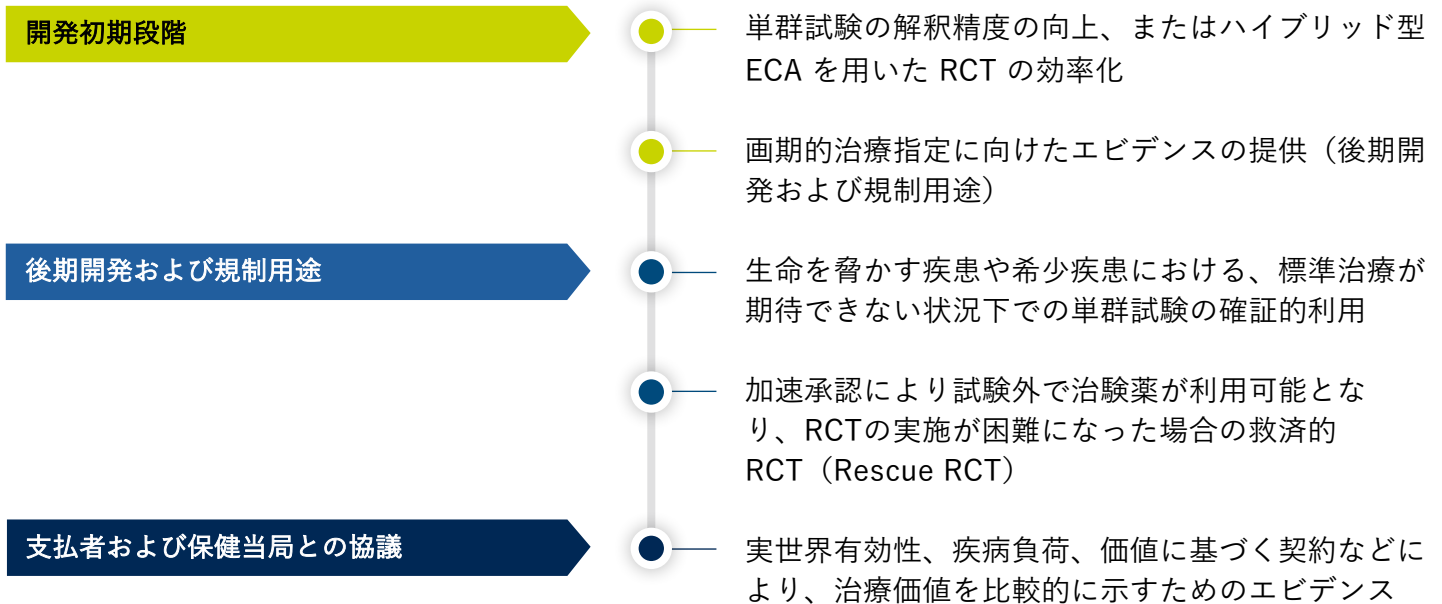 開発初期段階
単群試験の解釈精度の向上、またはハイブリッド型
ECA を用いた RCT の効率化
画期的治療指定に向けたエビデンスの提供（後期開
発および規制用途）
後期開発および規制用途
生命を脅かす疾患や希少疾患における、標準治療が
期待できない状況下での単群試験の確証的利用
加速承認により試験外で治験薬が利用可能とな
り、RCTの実施が困難になった場合の救済的
RCT（Rescue RCT）
支払者および保健当局との協議
実世界有効性、疾病負荷、価値に基づく契約などに
より、治療価値を比較的に示すためのエビデンス